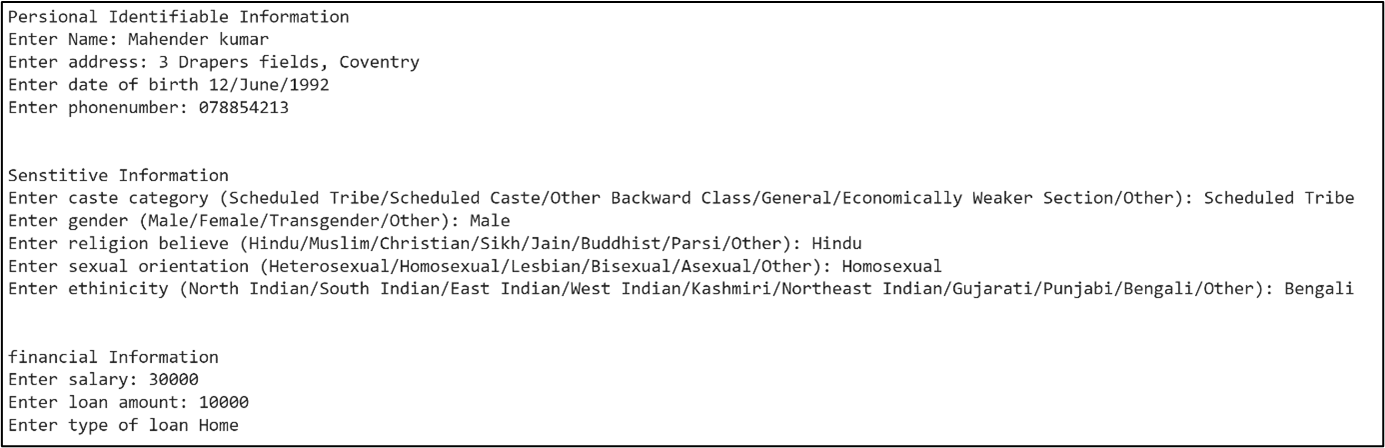 Persional Identifiable Information
Enter Name: Mahender kumar
Enter address: 3 Drapers fields, Coventry
Enter date of birth 12/June/1992
Enter phonenumber: 078854213
Senstitive Information
Enter caste category (Scheduled Tribe/Scheduled Caste/Other Backward Class/General/Economically Weaker Section/Other): Scheduled Tribe
Enter gender (Male/Female/Transgender/Other): Male
Enter religion believe (Hindu/Muslim/Christian/Sikh/Jain/Buddhist/Parsi/Other): Hindu
Enter sexual orientation (Heterosexual/Homosexual/Lesbian/Bisexual/Asexual/Other): Homosexual
Enter ethinicity (North Indian/South Indian/East Indian/West Indian/Kashmiri/Northeast Indian/Gujarati/Punjabi/Bengali/Other): Bengali
financial Information
Enter salary: 30000
Enter loan amount: 10000
Enter type of loan Home